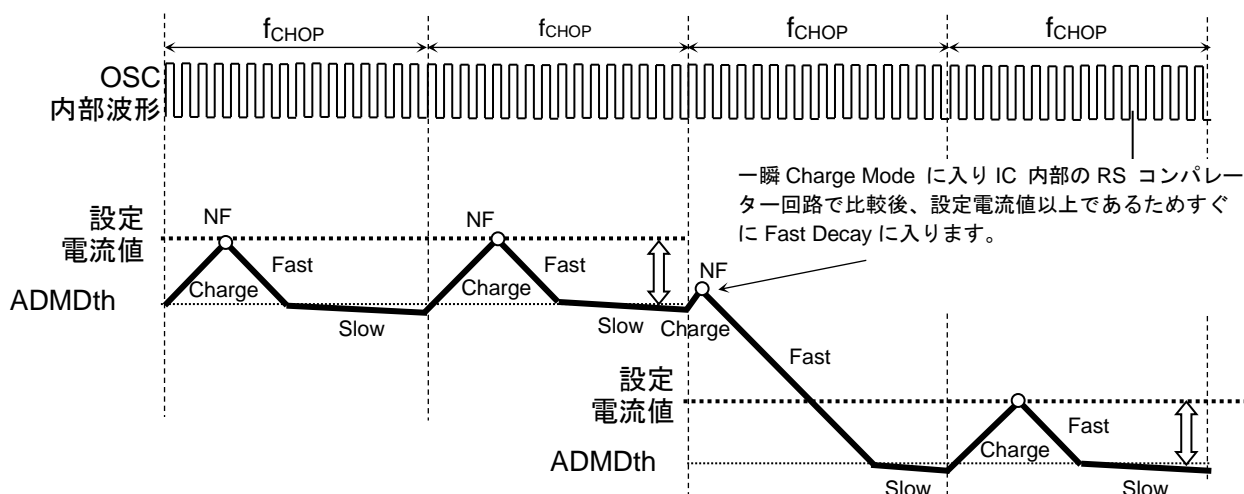 fCHOP
fCHOP
fCHOP
fCHOP
OSC
内部波形
一瞬 Charge Mode に入り IC 内部の RS コンパレー
ター回路で比較後、設定電流値以上であるためすぐ
に Fast Decay に入ります。
設定
電流値
NF
NF
NF
Fast
Fast
Charge
Charge
ADMDth
Slow
Slow
Charge
Fast
設定
電流値
Fast
Charge
ADMDth
Slow
Slow